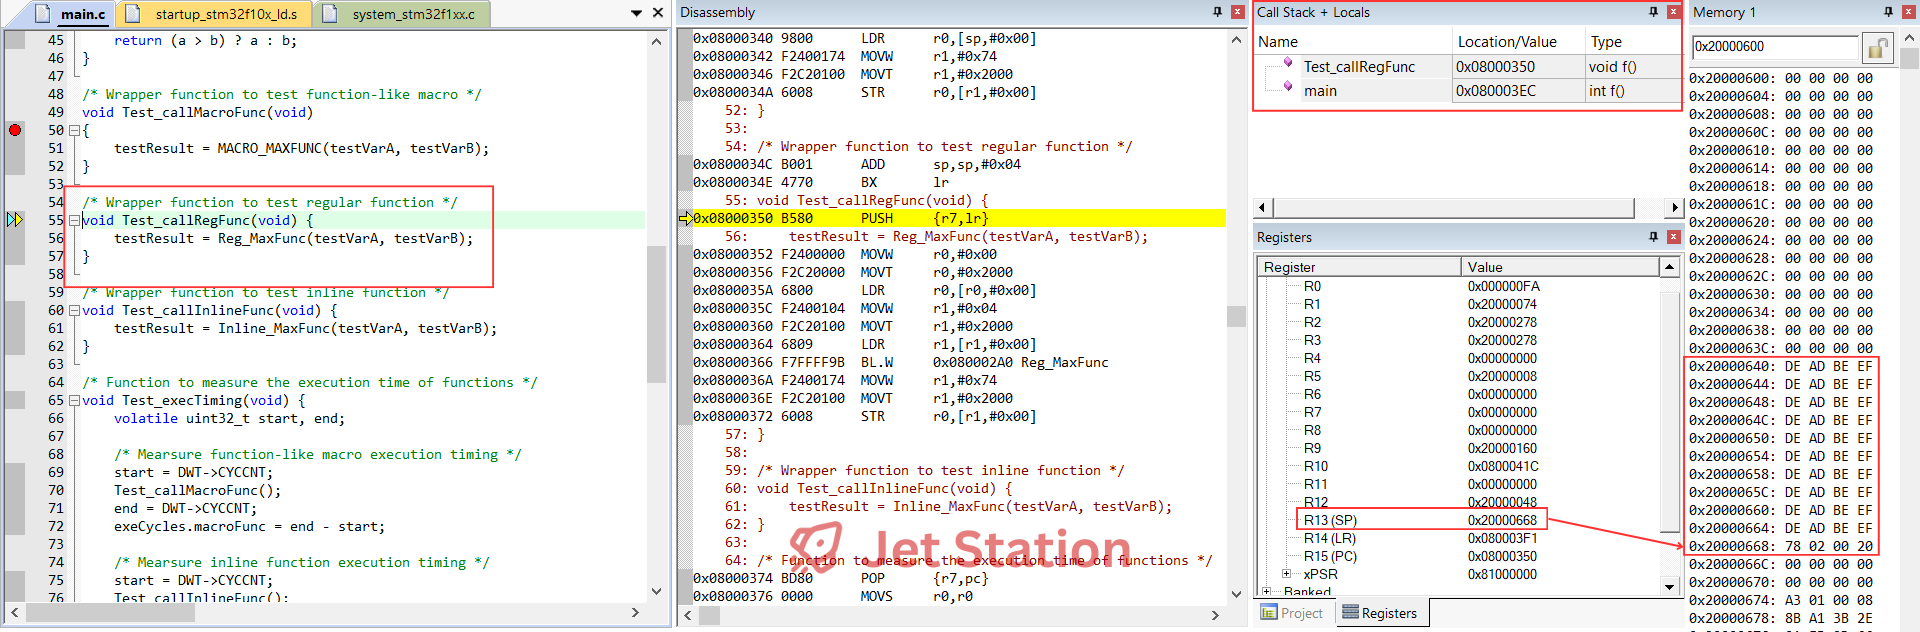 main.c
startup_stm32f10x_ld.s
system_stm32f1xx.c
45 return (a > b) ? a : b;
46 }
47
48 /* Wrapper function to test function-like macro */
49 void Test_callMacroFunc(void)
50 {
51 testResult = MACRO_MAXFUNC(testVarA, testVarB);
52 }
53
54 /* Wrapper function to test regular function */
55 void Test_callRegFunc(void) {
56 testResult = Reg_MaxFunc(testVarA, testVarB);
57 }
58
59 /* Wrapper function to test inline function */
60 void Test_callInlineFunc(void) {
61 testResult = Inline_MaxFunc(testVarA, testVarB);
62 }
63
64 /* Function to measure the execution time of functions */
65 void Test_execTiming(void) {
66 volatile uint32_t start, end;
67
68 /* Mearsure function-like macro execution timing */
69 start = DWT->CYCCNT;
70 Test_callMacroFunc();
71 end = DWT->CYCCNT;
72 exeCycles.macroFunc = end - start;
73
74 /* Mearsure inline function execution timing */
75 start = DWT->CYCCNT;
76 Test_callInlineFunc();
Disassembly
0x08000340 9800 LDR r0,[sp,#0x00]
0x08000342 F2400174 MOVW r1,#0x74
0x08000346 F2C20100 MOVT r1,#0x2000
0x0800034A 6008 STR r0,[r1,#0x00]
52: }
53:
54: /* Wrapper function to test regular function */
0x0800034C B001 ADD sp,sp,#0x04
0x0800034E 4770 BX lr
55: void Test_callRegFunc(void) {
0x08000350 B580 PUSH {r7,lr}
56: testResult = Reg_MaxFunc(testVarA, testVarB);
0x08000352 F2400000 MOVW r0,#0x00
0x08000356 F2C20000 MOVT r0,#0x2000
0x0800035A 6800 LDR r0,[r0,#0x00]
0x0800035C F2400104 MOVW r1,#0x04
0x08000360 F2C20100 MOVT r1,#0x2000
0x08000364 6809 LDR r1,[r1,#0x00]
0x08000366 F7FFFF9B BL.W 0x080002A0 Reg_MaxFunc
0x0800036A F2400174 MOVW r1,#0x74
0x0800036E F2C20100 MOVT r1,#0x2000
0x08000372 6008 STR r0,[r1,#0x00]
57: }
58:
59: /* Wrapper function to test inline function */
60: void Test_callInlineFunc(void) {
61: testResult = Inline_MaxFunc(testVarA, testVarB);
62: }
63:
64: /* Function to measure the execution time of functions */
0x08000374 BD80 POP {r7,pc}
0x08000376 0000 MOVS r0,r0
Jet Station
Call Stack + Locals
Name Location/Value Type
Test_callRegFunc 0x08000350 void f()
main 0x080003EC int f()
Registers
Register Value
R0 0x000000FA
R1 0x20000074
R2 0x20000278
R3 0x20000278
R4 0x00000000
R5 0x20000008
R6 0x00000000
R7 0x00000000
R8 0x00000000
R9 0x20000160
R10 0x0800041C
R11 0x00000000
R12 0x20000048
R13 (SP) 0x20000668
R14 (LR) 0x080003F1
R15 (PC) 0x08000350
xPSR 0x81000000
Banked
Project
Registers
Memory 1
0x20000600
0x20000600: 00 00 00 00
0x20000604: 00 00 00 00
0x20000608: 00 00 00 00
0x2000060C: 00 00 00 00
0x20000610: 00 00 00 00
0x20000614: 00 00 00 00
0x20000618: 00 00 00 00
0x2000061C: 00 00 00 00
0x20000620: 00 00 00 00
0x20000624: 00 00 00 00
0x20000628: 00 00 00 00
0x2000062C: 00 00 00 00
0x20000630: 00 00 00 00
0x20000634: 00 00 00 00
0x20000638: 00 00 00 00
0x2000063C: 00 00 00 00
0x20000640: DE AD BE EF
0x20000644: DE AD BE EF
0x20000648: DE AD BE EF
0x2000064C: DE AD BE EF
0x20000650: DE AD BE EF
0x20000654: DE AD BE EF
0x20000658: DE AD BE EF
0x2000065C: DE AD BE EF
0x20000660: DE AD BE EF
0x20000664: DE AD BE EF
0x20000668: 78 02 00 20
0x2000066C: 00 00 00 00
0x20000670: 00 00 00 00
0x20000674: A3 01 00 08
0x20000678: 8B A1 3B 2E